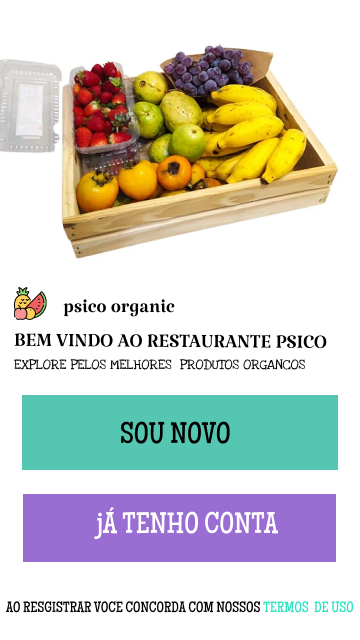 psico organic
BEM VINDO AO RESTAURANTE PSICO
EXPLORE PELOS MELHORES PRODUTOS ORGANCOS
SOU NOVO
jÁ TENHO CONTA
AO RESGISTRAR VOCE CONCORDA COM NOSSOS TERMOS DE USO